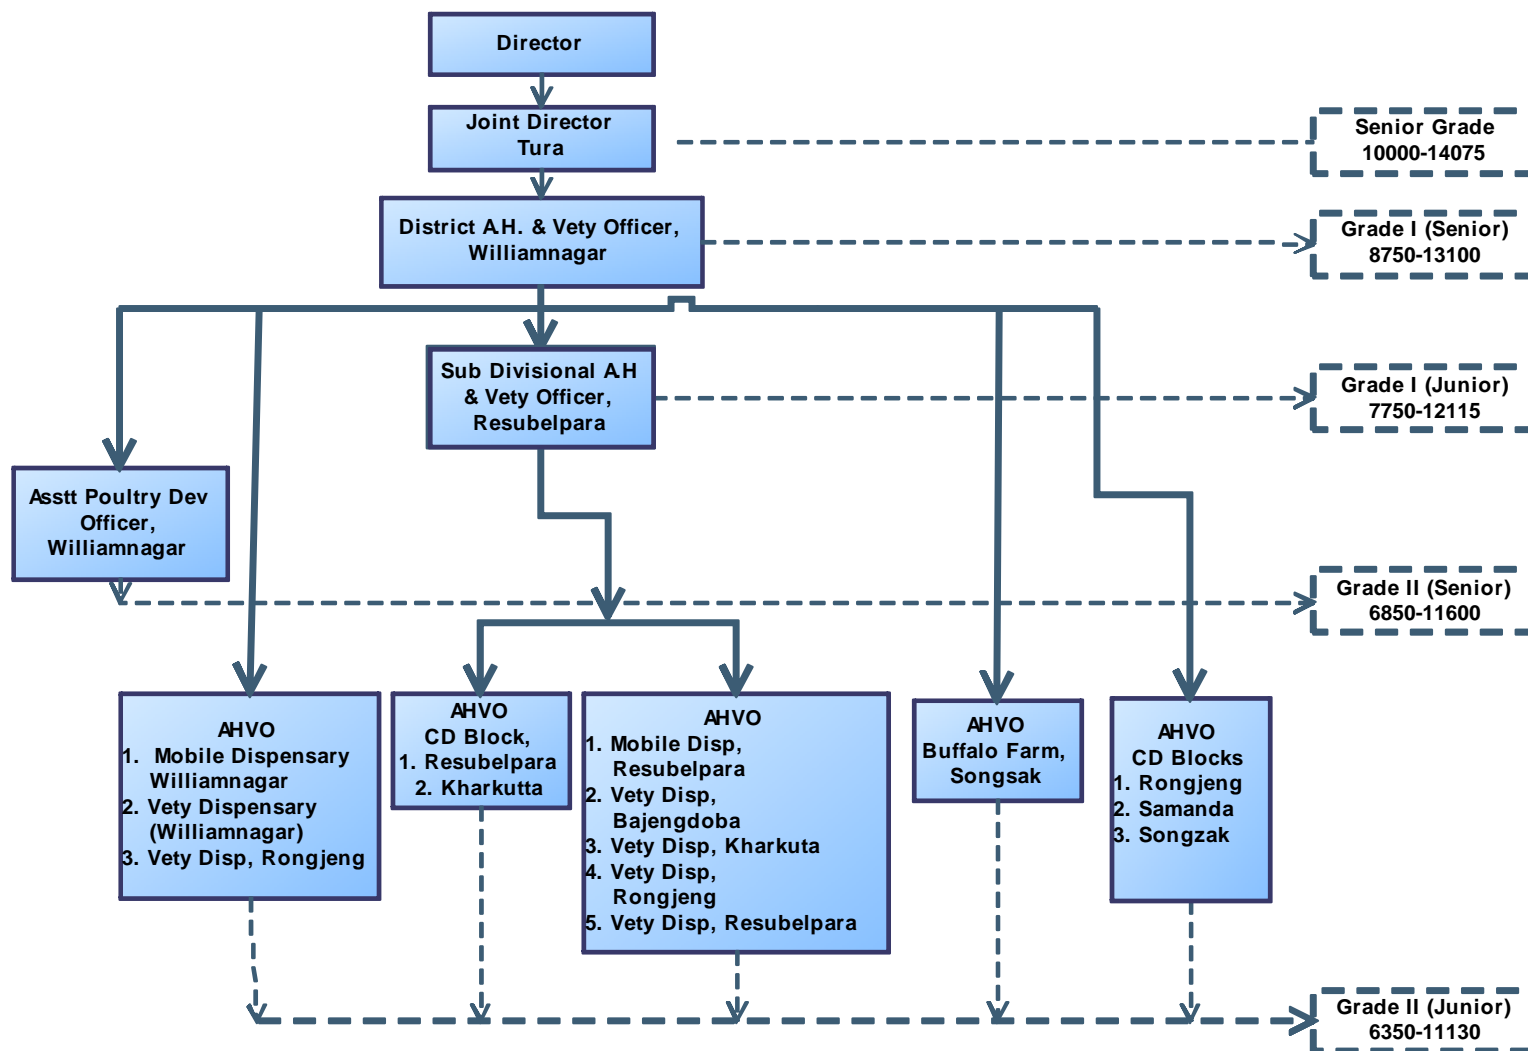 Director
Joint Director
Tura
Senior Grade
10000-14075
District A.H. & Vety Officer,
Williamnagar
Grade I (Senior)
8750-13100
Sub Divisional A.H
& Vety Officer,
Resubelpara
Grade I (Junior)
7750-12115
Asstt Poultry Dev
Officer,
Williamnagar
Grade II (Senior)
6850-11600
AHVO
1. Mobile Dispensary
Williamnagar
2. Vety Dispensary
(Williamnagar)
3. Vety Disp, Rongjeng
AHVO
CD Block,
1. Resubelpara
2. Kharkutta
AHVO
1. Mobile Disp,
Resubelpara
2. Vety Disp,
Bajengdoba
3. Vety Disp, Kharkuta
4. Vety Disp,
Rongjeng
5. Vety Disp, Resubelpara
AHVO
Buffalo Farm,
Songsak
AHVO
CD Blocks
1. Rongjeng
2. Samanda
3. Songzak
Grade II (Junior)
6350-11130